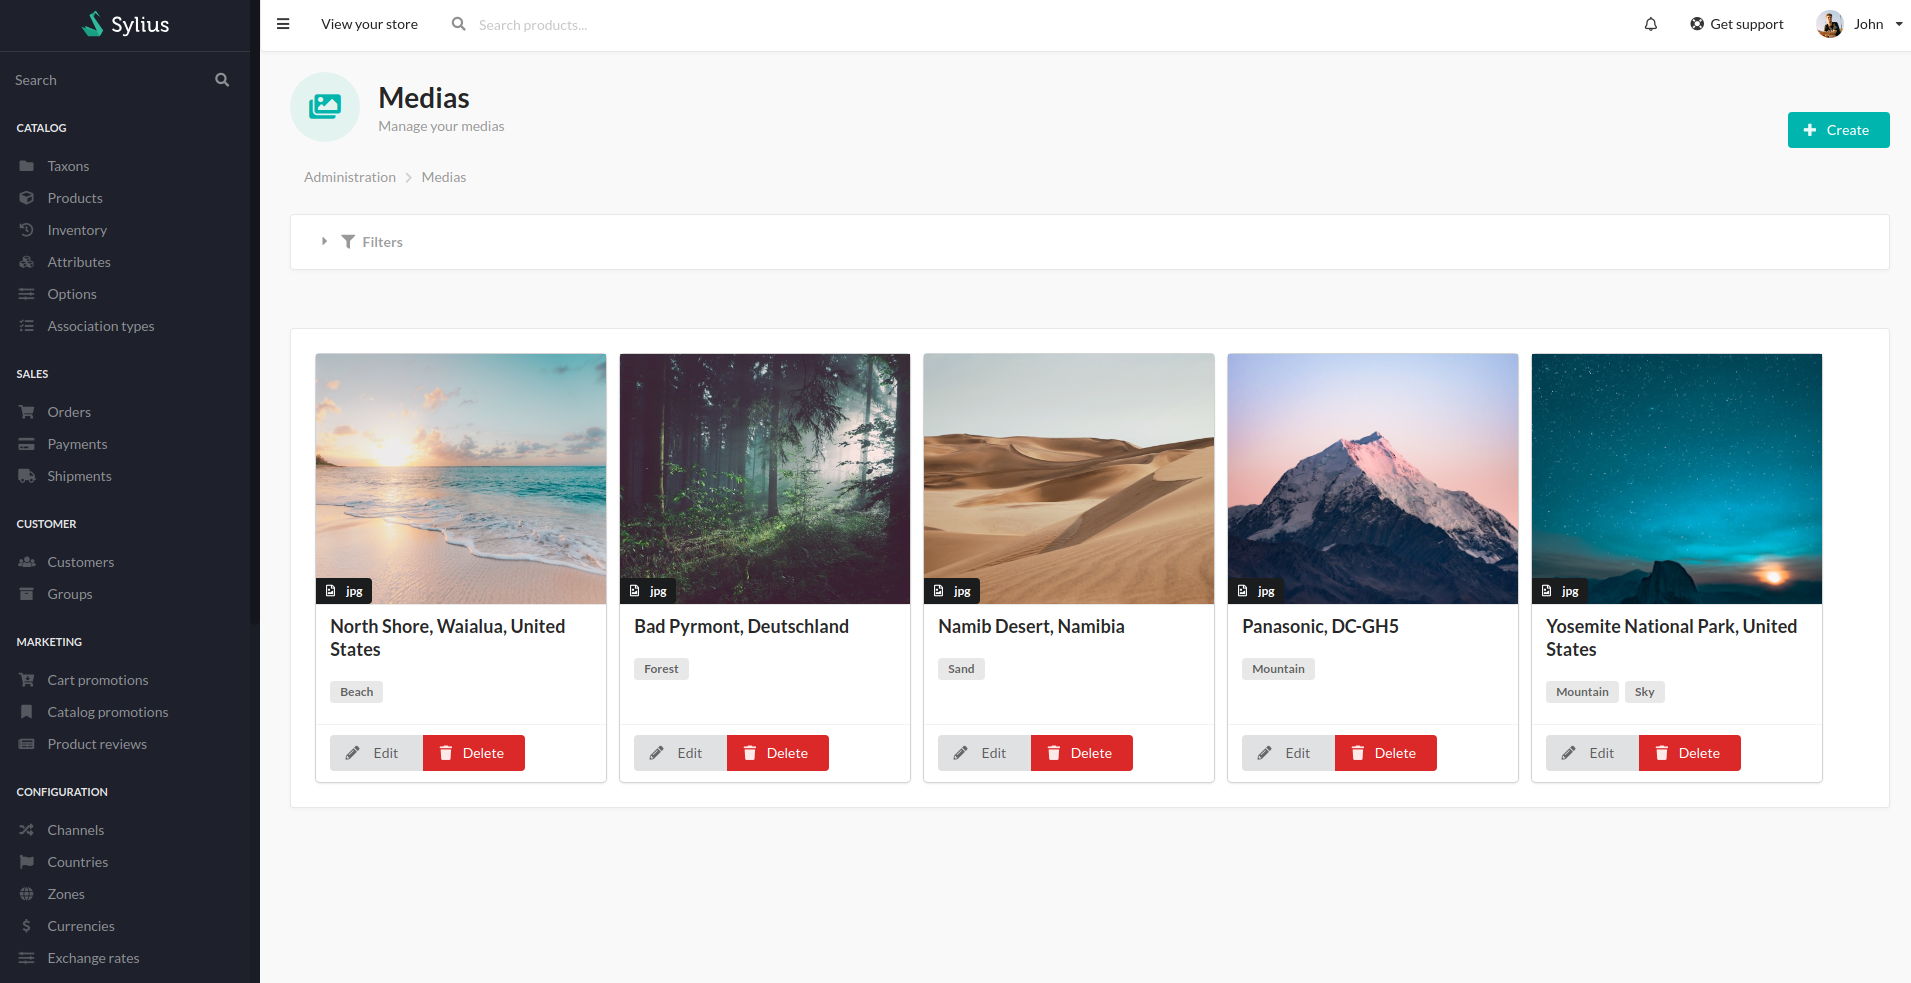 Sylius
View your store
Search products...
Get support
John
Search
CATALOG
Taxons
Products
Inventory
Attributes
Options
Association types
SALES
Orders
Payments
Shipments
CUSTOMER
Customers
Groups
MARKETING
Cart promotions
Catalog promotions
Product reviews
CONFIGURATION
Channels
Countries
Zones
Currencies
Exchange rates
Medias
Manage your medias
Create
Administration
Medias
Filters
jpg
North Shore, Waialua, United
States
Beach
Edit
Delete
jpg
Bad Pyrmont, Deutschland
Forest
Edit
Delete
jpg
Namib Desert, Namibia
Sand
Edit
Delete
jpg
Panasonic, DC-GH5
Mountain
Edit
Delete
jpg
Yosemite National Park, United
States
Mountain
Sky
Edit
Delete